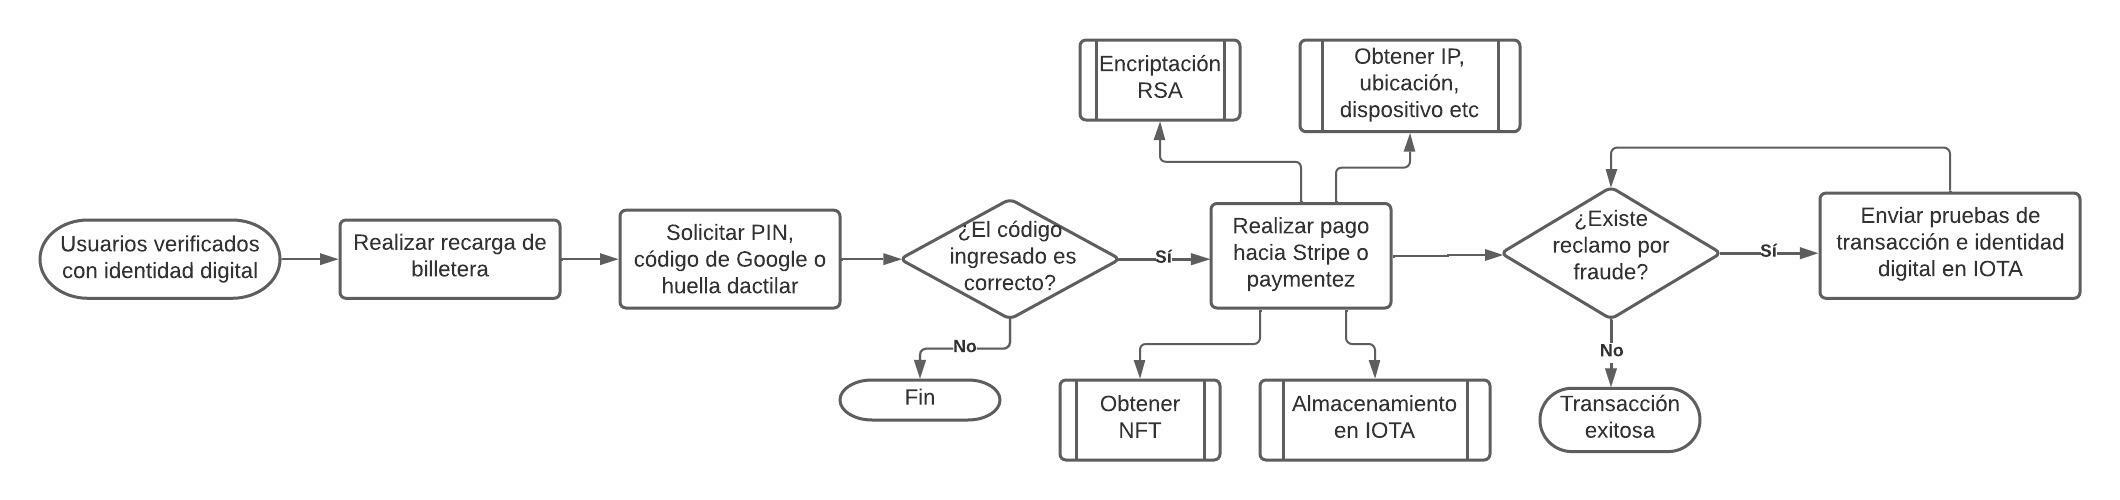 Usuarios verificados
con identidad digital
Realizar recarga de
billetera
Solicitar PIN,
código de Google o
huella dactilar
¿El código
ingresado es
correcto?
No
Fin
Sí
Realizar pago
hacia Stripe o
paymentez
Encriptación
RSA
Obtener IP,
ubicación,
dispositivo etc
Obtener
NFT
Almacenamiento
en IOTA
¿Existe
reclamo por
fraude?
No
Transacción
exitosa
Sí
Enviar pruebas de
transacción e identidad
digital en IOTA